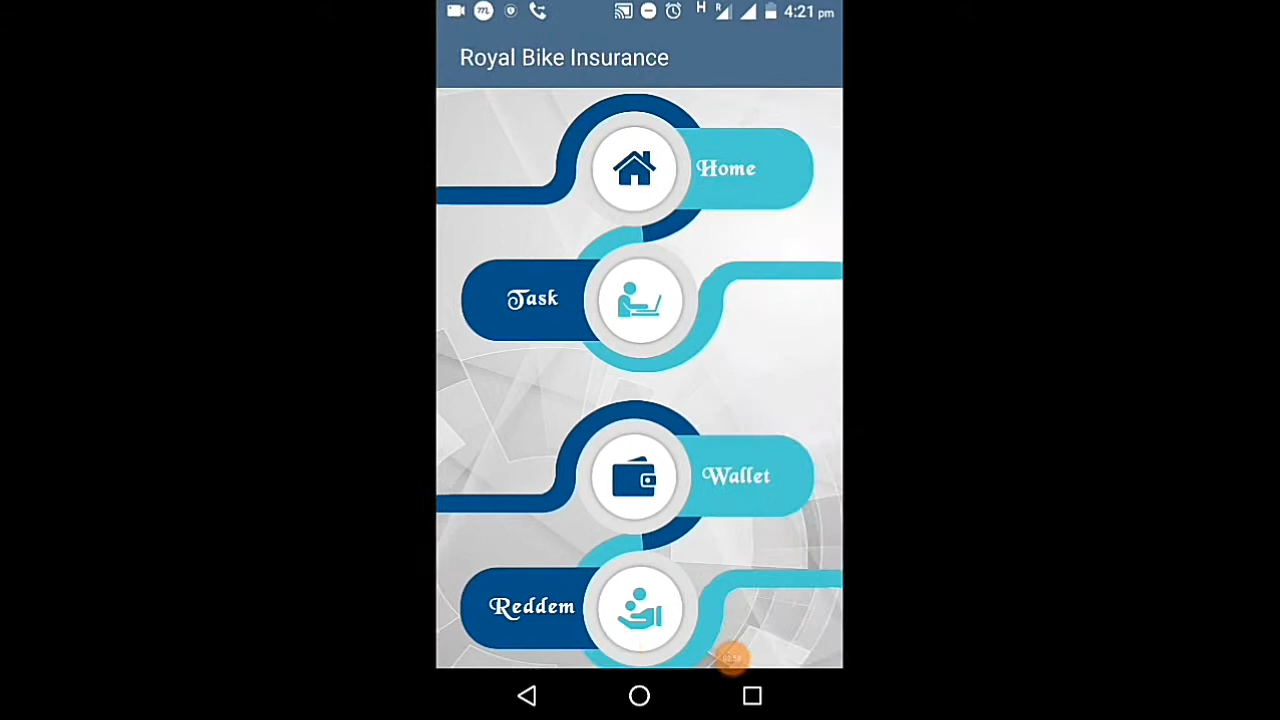 H R 4:21 pm
Royal Bike Insurance
Home
Task
Wallet
Reddem